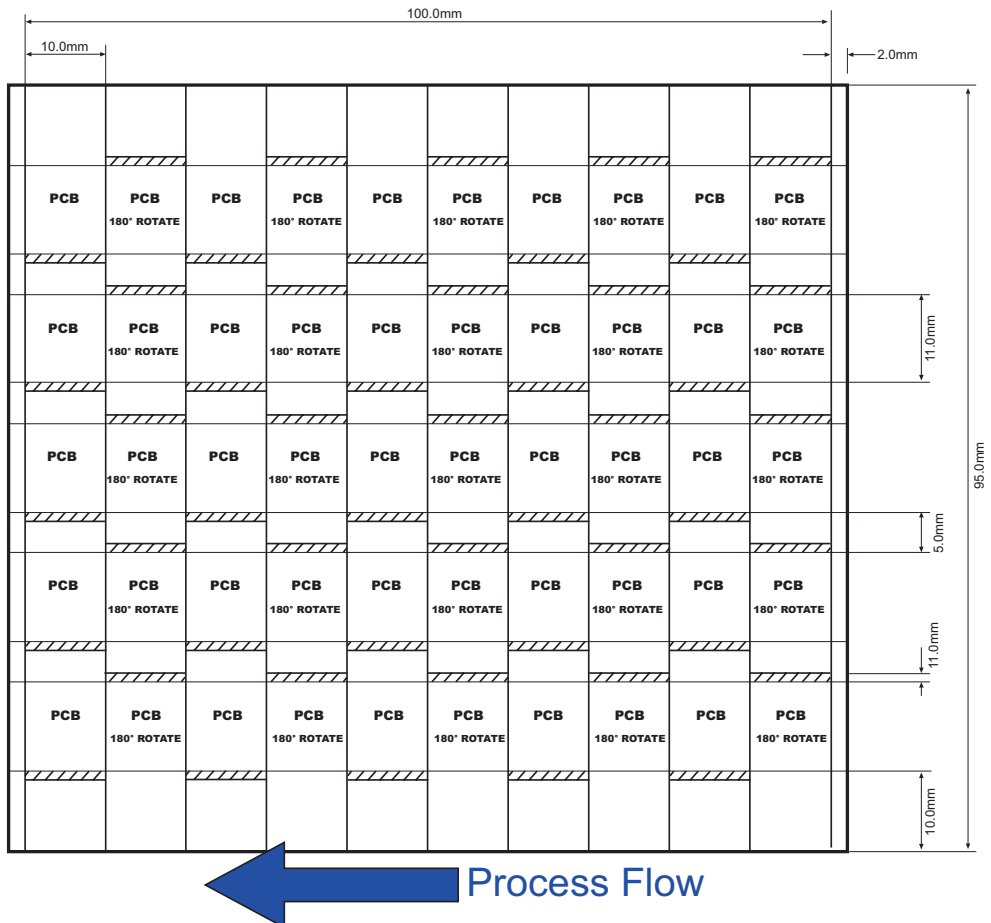 100.0mm
10.0mm
2.0mm
PCB PCB PCB PCB PCB PCB PCB PCB PCB PCB
180° ROTATE 180° ROTATE 180° ROTATE 180° ROTATE 180° ROTATE
PCB PCB PCB PCB PCB PCB PCB PCB PCB PCB
180° ROTATE 180° ROTATE 180° ROTATE 180° ROTATE 180° ROTATE
11.0mm
PCB PCB PCB PCB PCB PCB PCB PCB PCB PCB
180° ROTATE 180° ROTATE 180° ROTATE 180° ROTATE 180° ROTATE
95.0mm
5.0mm
PCB PCB PCB PCB PCB PCB PCB PCB PCB PCB
180° ROTATE 180° ROTATE 180° ROTATE 180° ROTATE 180° ROTATE
11.0mm
PCB PCB PCB PCB PCB PCB PCB PCB PCB PCB
180° ROTATE 180° ROTATE 180° ROTATE 180° ROTATE 180° ROTATE
10.0mm
Process Flow